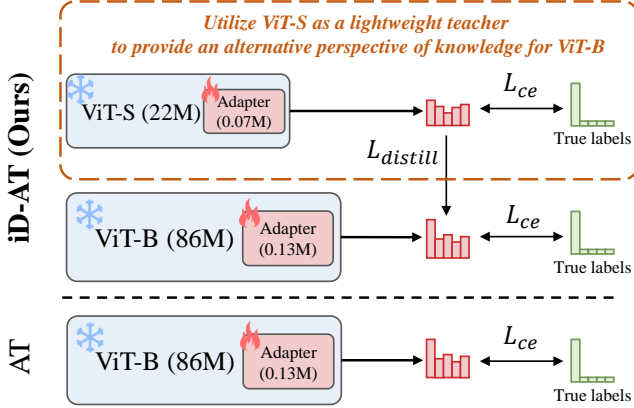 Utilize ViT-S as a lightweight teacher
to provide an alternative perspective of knowledge for ViT-B
iD-AT (Ours)
ViT-S (22M)
Adapter
(0.07M)
L_ce
True labels
L_distill
ViT-B (86M)
Adapter
(0.13M)
L_ce
True labels
AT
ViT-B (86M)
Adapter
(0.13M)
L_ce
True labels